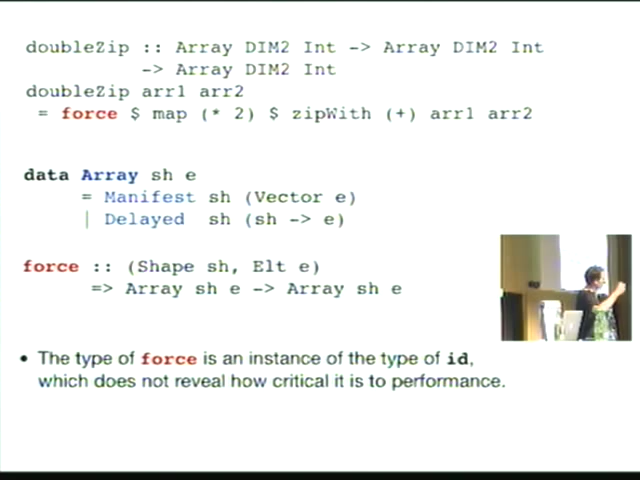 doubleZip :: Array DIM2 Int -> Array DIM2 Int
-> Array DIM2 Int
doubleZip arr1 arr2
= force $ map (* 2) $ zipWith (+) arr1 arr2
data Array sh e
= Manifest sh (Vector e)
| Delayed sh (sh -> e)
force :: (Shape sh, Elt e)
=> Array sh e -> Array sh e
• The type of force is an instance of the type of id,
which does not reveal how critical it is to performance.